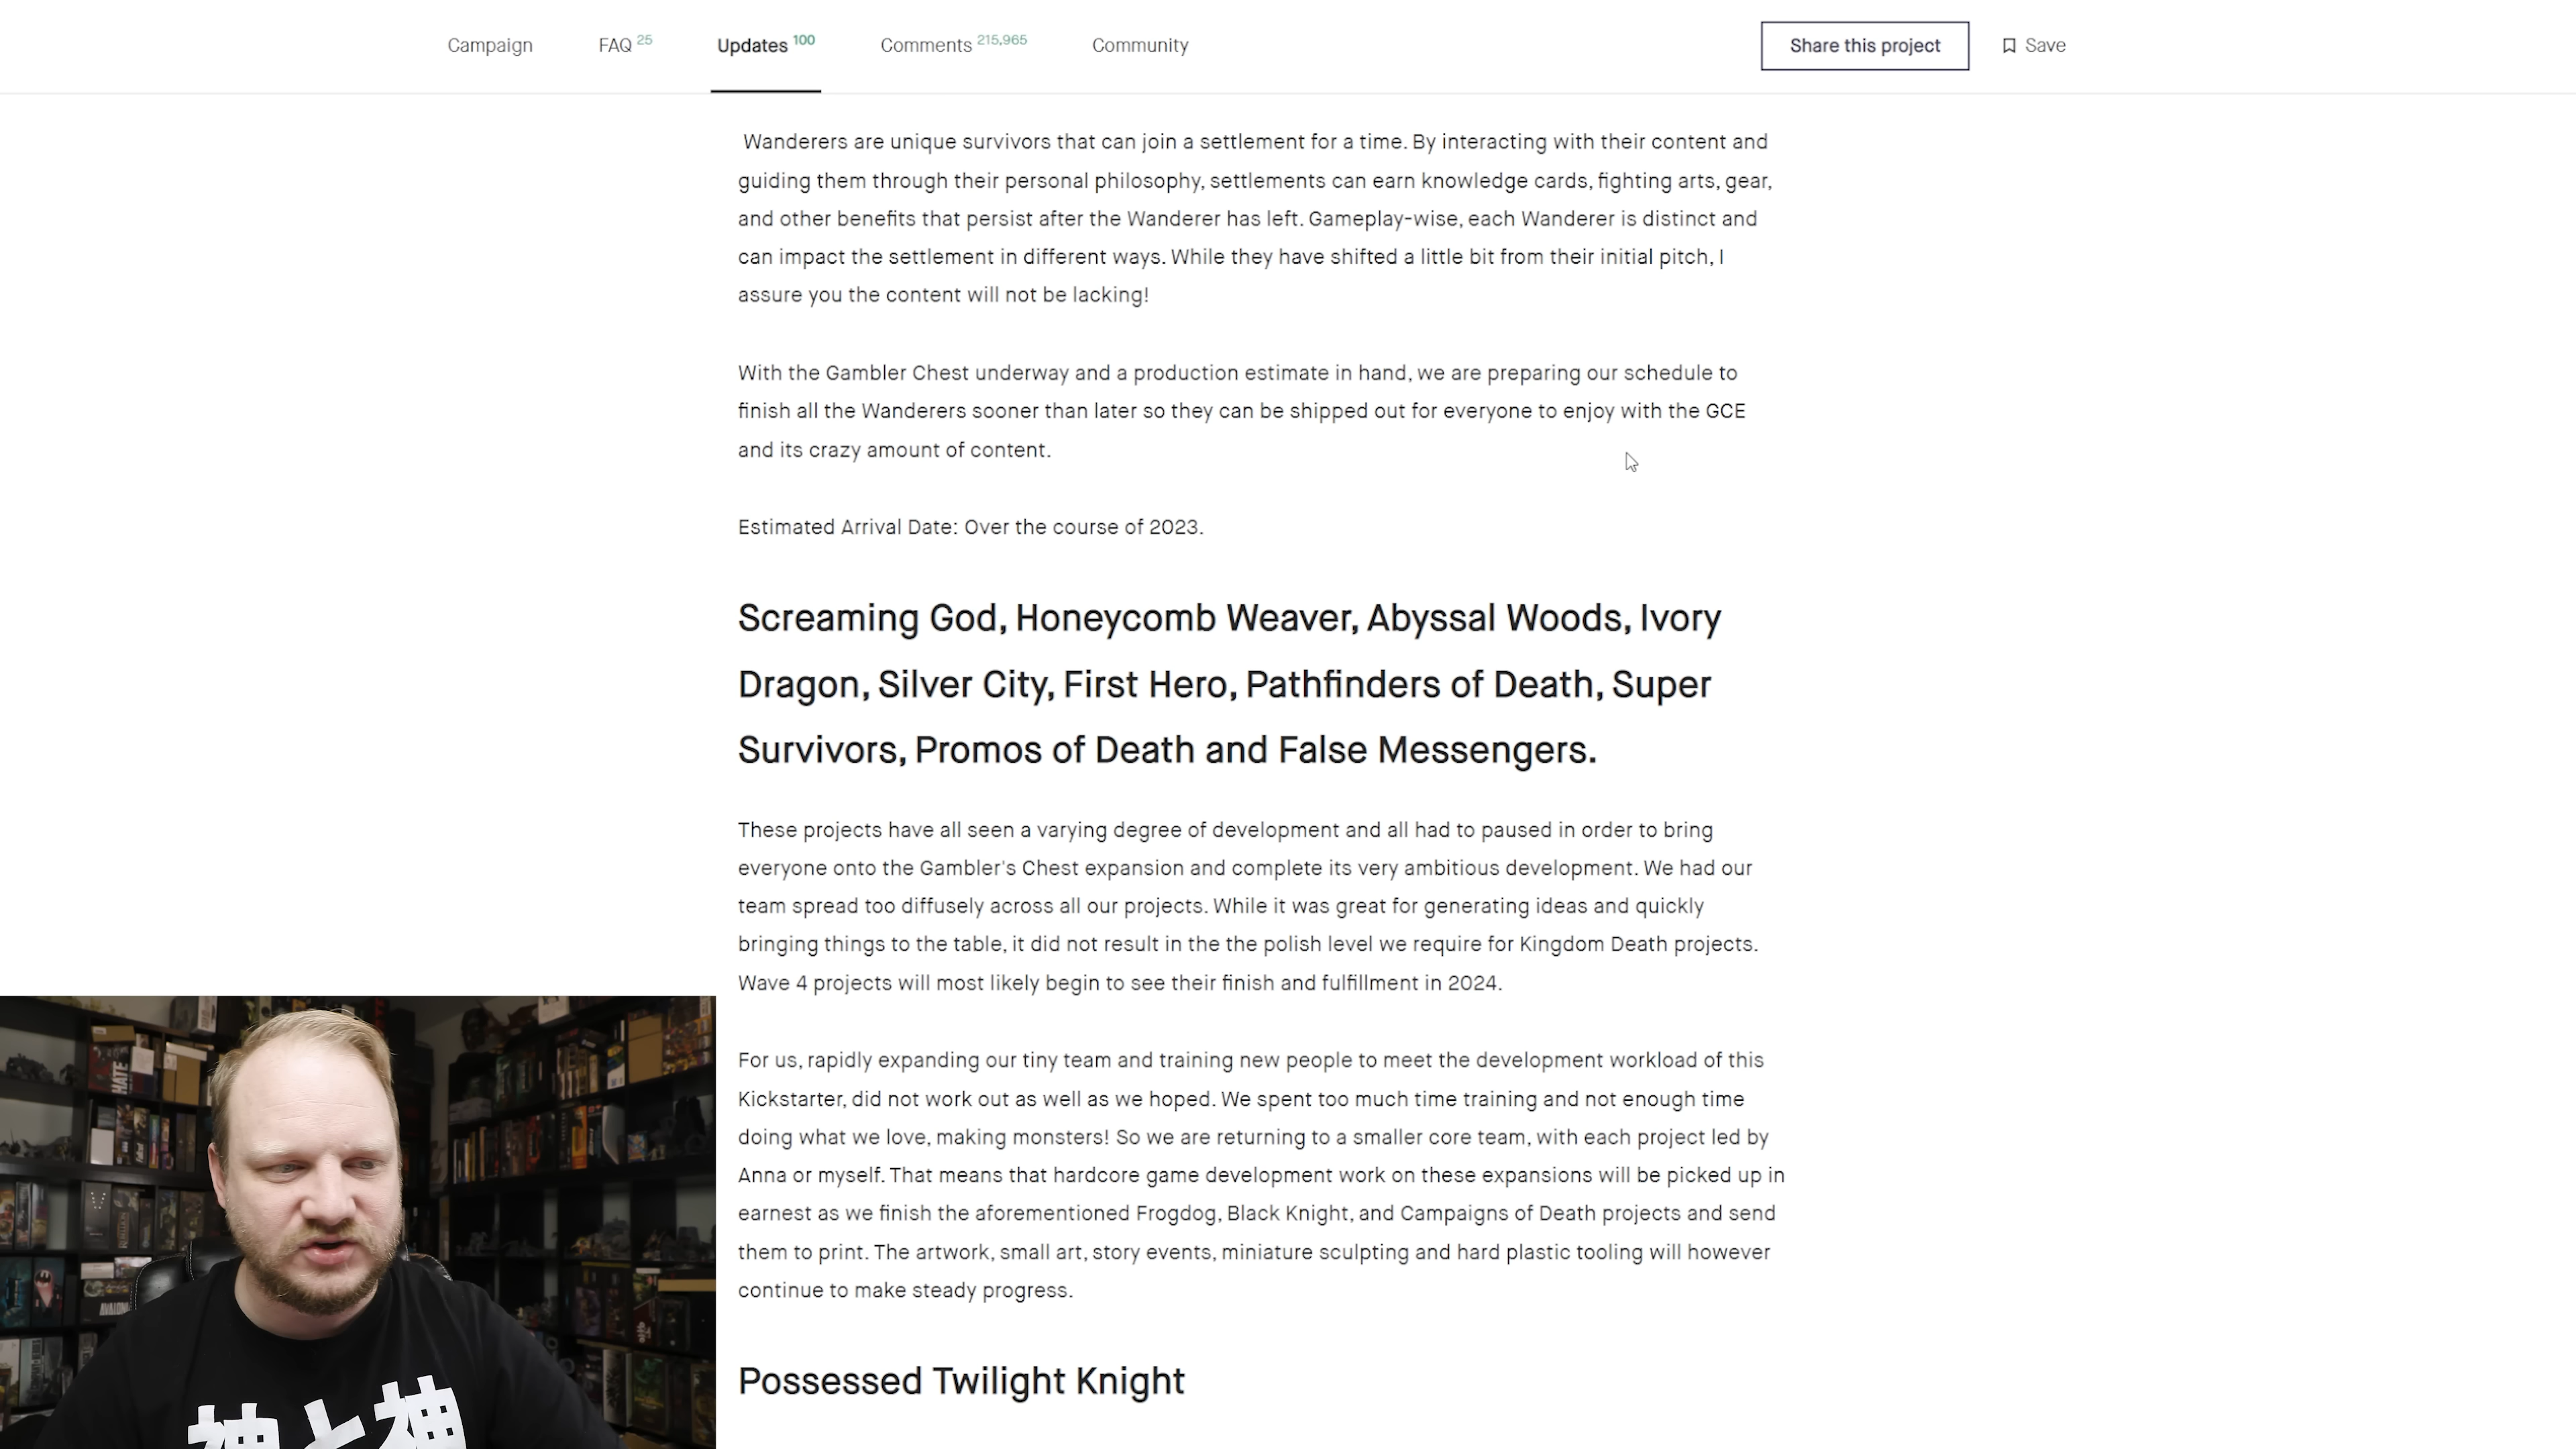 Campaign
FAQ 25
Updates 100
Comments 215,965
Community
Share this project
Save
Wanderers are unique survivors that can join a settlement for a time. By interacting with their content and
guiding them through their personal philosophy, settlements can earn knowledge cards, fighting arts, gear,
and other benefits that persist after the Wanderer has left. Gameplay-wise, each Wanderer is distinct and
can impact the settlement in different ways. While they have shifted a little bit from their initial pitch, I
assure you the content will not be lacking!
With the Gambler Chest underway and a production estimate in hand, we are preparing our schedule to
finish all the Wanderers sooner than later so they can be shipped out for everyone to enjoy with the GCE
and its crazy amount of content.
Estimated Arrival Date: Over the course of 2023.
Screaming God, Honeycomb Weaver, Abyssal Woods, Ivory
Dragon, Silver City, First Hero, Pathfinders of Death, Super
Survivors, Promos of Death and False Messengers.
These projects have all seen a varying degree of development and all had to paused in order to bring
everyone onto the Gambler's Chest expansion and complete its very ambitious development. We had our
team spread too diffusely across all our projects. While it was great for generating ideas and quickly
bringing things to the table, it did not result in the the polish level we require for Kingdom Death projects.
Wave 4 projects will most likely begin to see their finish and fulfillment in 2024.
For us, rapidly expanding our tiny team and training new people to meet the development workload of this
Kickstarter, did not work out as well as we hoped. We spent too much time training and not enough time
doing what we love, making monsters! So we are returning to a smaller core team, with each project led by
Anna or myself. That means that hardcore game development work on these expansions will be picked up in
earnest as we finish the aforementioned Frogdog, Black Knight, and Campaigns of Death projects and send
them to print. The artwork, small art, story events, miniature sculpting and hard plastic tooling will however
continue to make steady progress.
Possessed Twilight Knight
HATE
神と神